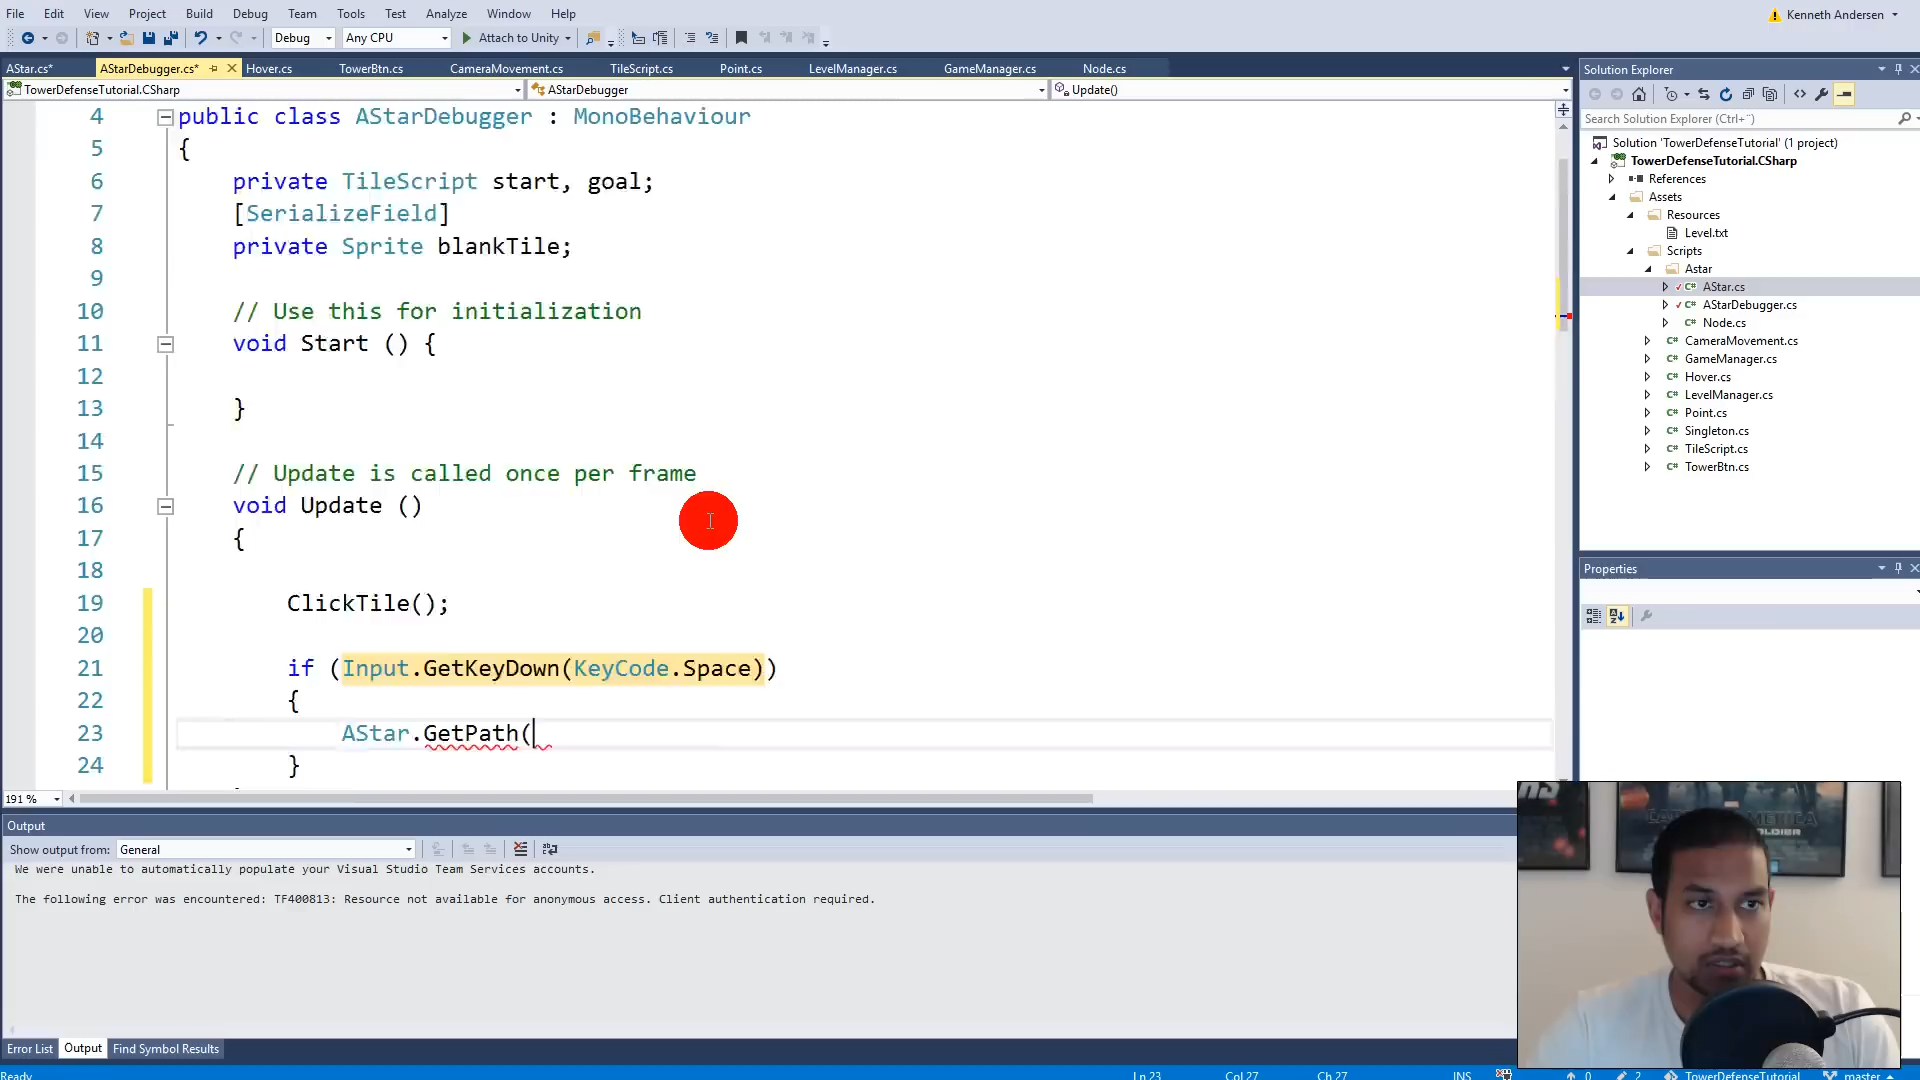 File Edit View Project Build Debug Team Tools Test Analyze Window Help
Kenneth Andersen
Debug Any CPU Attach to Unity
AStar.cs* AStarDebugger.cs* Hover.cs TowerBtn.cs CameraMovement.cs TileScript.cs Point.cs LevelManager.cs GameManager.cs Node.cs
TowerDefenseTutorial.CSharp AStarDebugger Update()
4 public class AStarDebugger : MonoBehaviour
5 {
6 private TileScript start, goal;
7 [SerializeField]
8 private Sprite blankTile;
9
10 // Use this for initialization
11 void Start () {
12
13 }
14
15 // Update is called once per frame
16 void Update ()
17 {
18
19 ClickTile();
20
21 if (Input.GetKeyDown(KeyCode.Space))
22 {
23 AStar.GetPath(
24 }
191 %
Output
Show output from: General
We were unable to automatically populate your Visual Studio Team Services accounts.
The following error was encountered: TF400813: Resource not available for anonymous access. Client authentication required.
Error List Output Find Symbol Results
Ready Ln 23 Col 27 Ch 27 INS 0 2 TowerDefenseTutorial master
Solution Explorer
Search Solution Explorer (Ctrl+¨)
Solution 'TowerDefenseTutorial' (1 project)
TowerDefenseTutorial.CSharp
References
Assets
Resources
Level.txt
Scripts
Astar
C# AStar.cs
C# AStarDebugger.cs
C# Node.cs
C# CameraMovement.cs
C# GameManager.cs
C# Hover.cs
C# LevelManager.cs
C# Point.cs
C# Singleton.cs
C# TileScript.cs
C# TowerBtn.cs
Properties